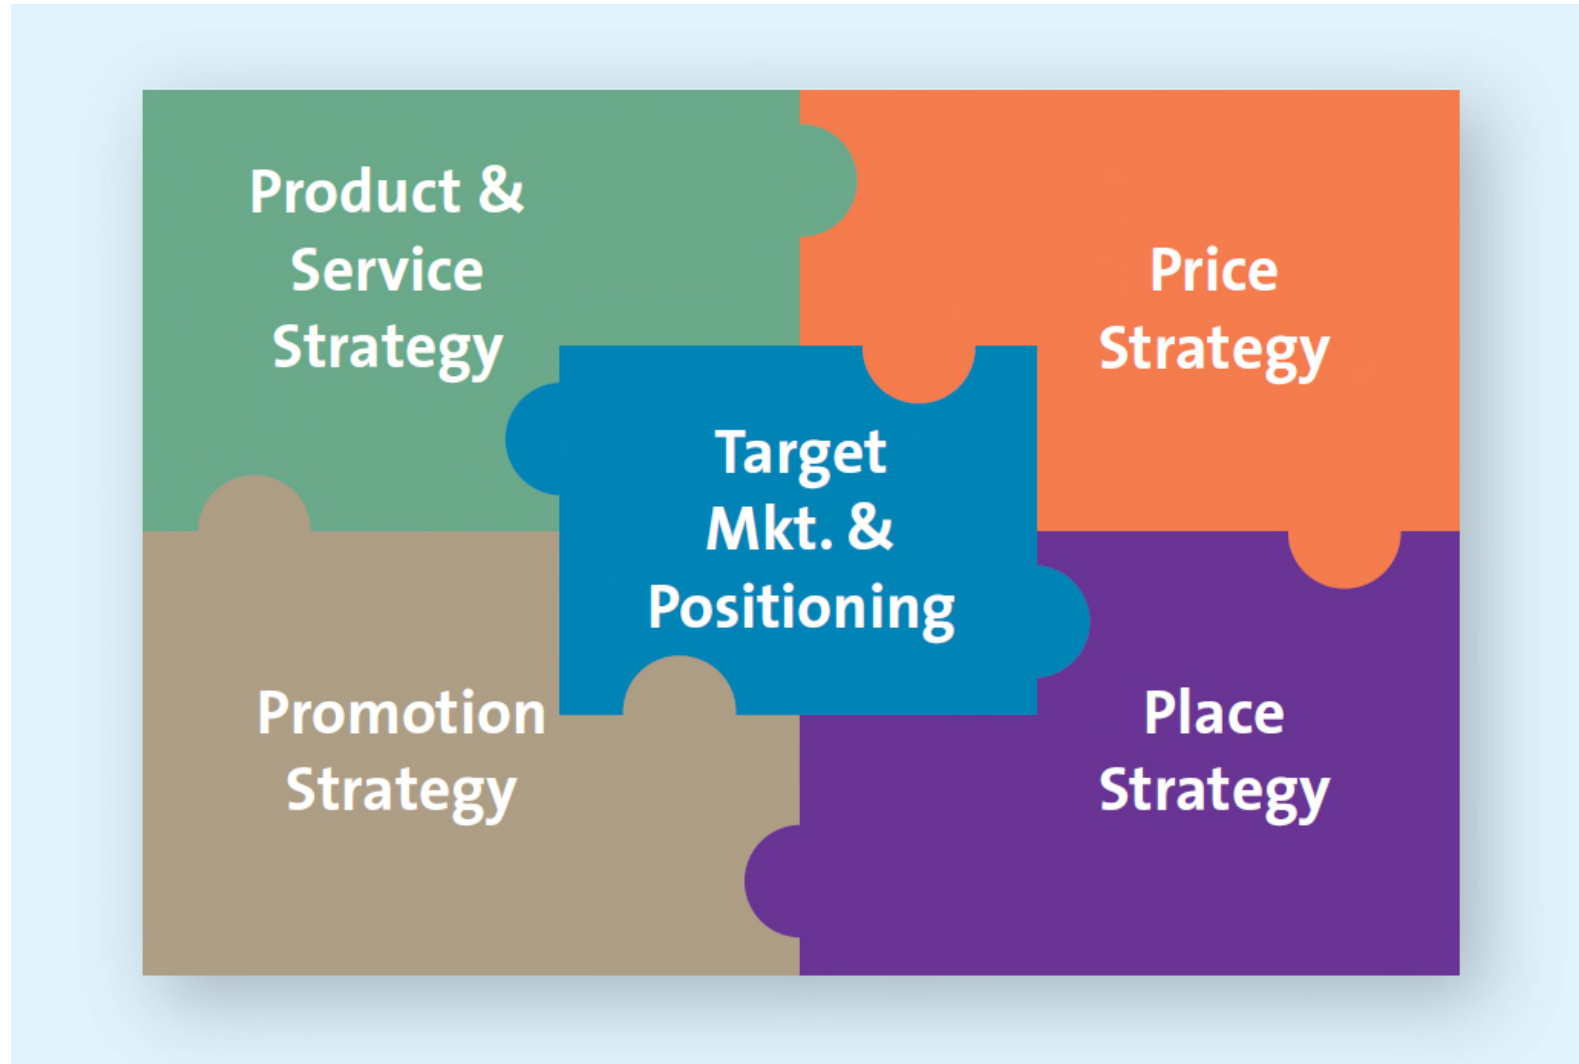 Product &
Service
Strategy
Price
Strategy
Target
Mkt. &
Positioning
Promotion
Strategy
Place
Strategy